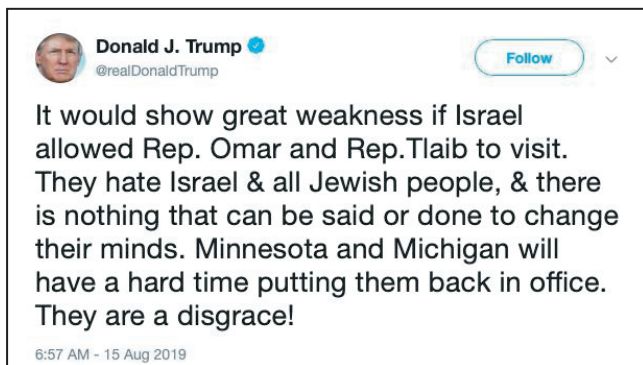 Donald J. Trump
Follow
@realDonaldTrump
It would show great weakness if Israel
allowed Rep. Omar and Rep.Tlaib to visit.
They hate Israel & all Jewish people, & there
is nothing that can be said or done to change
their minds. Minnesota and Michigan will
have a hard time putting them back in office.
They are a disgrace!
6:57 AM - 15 Aug 2019